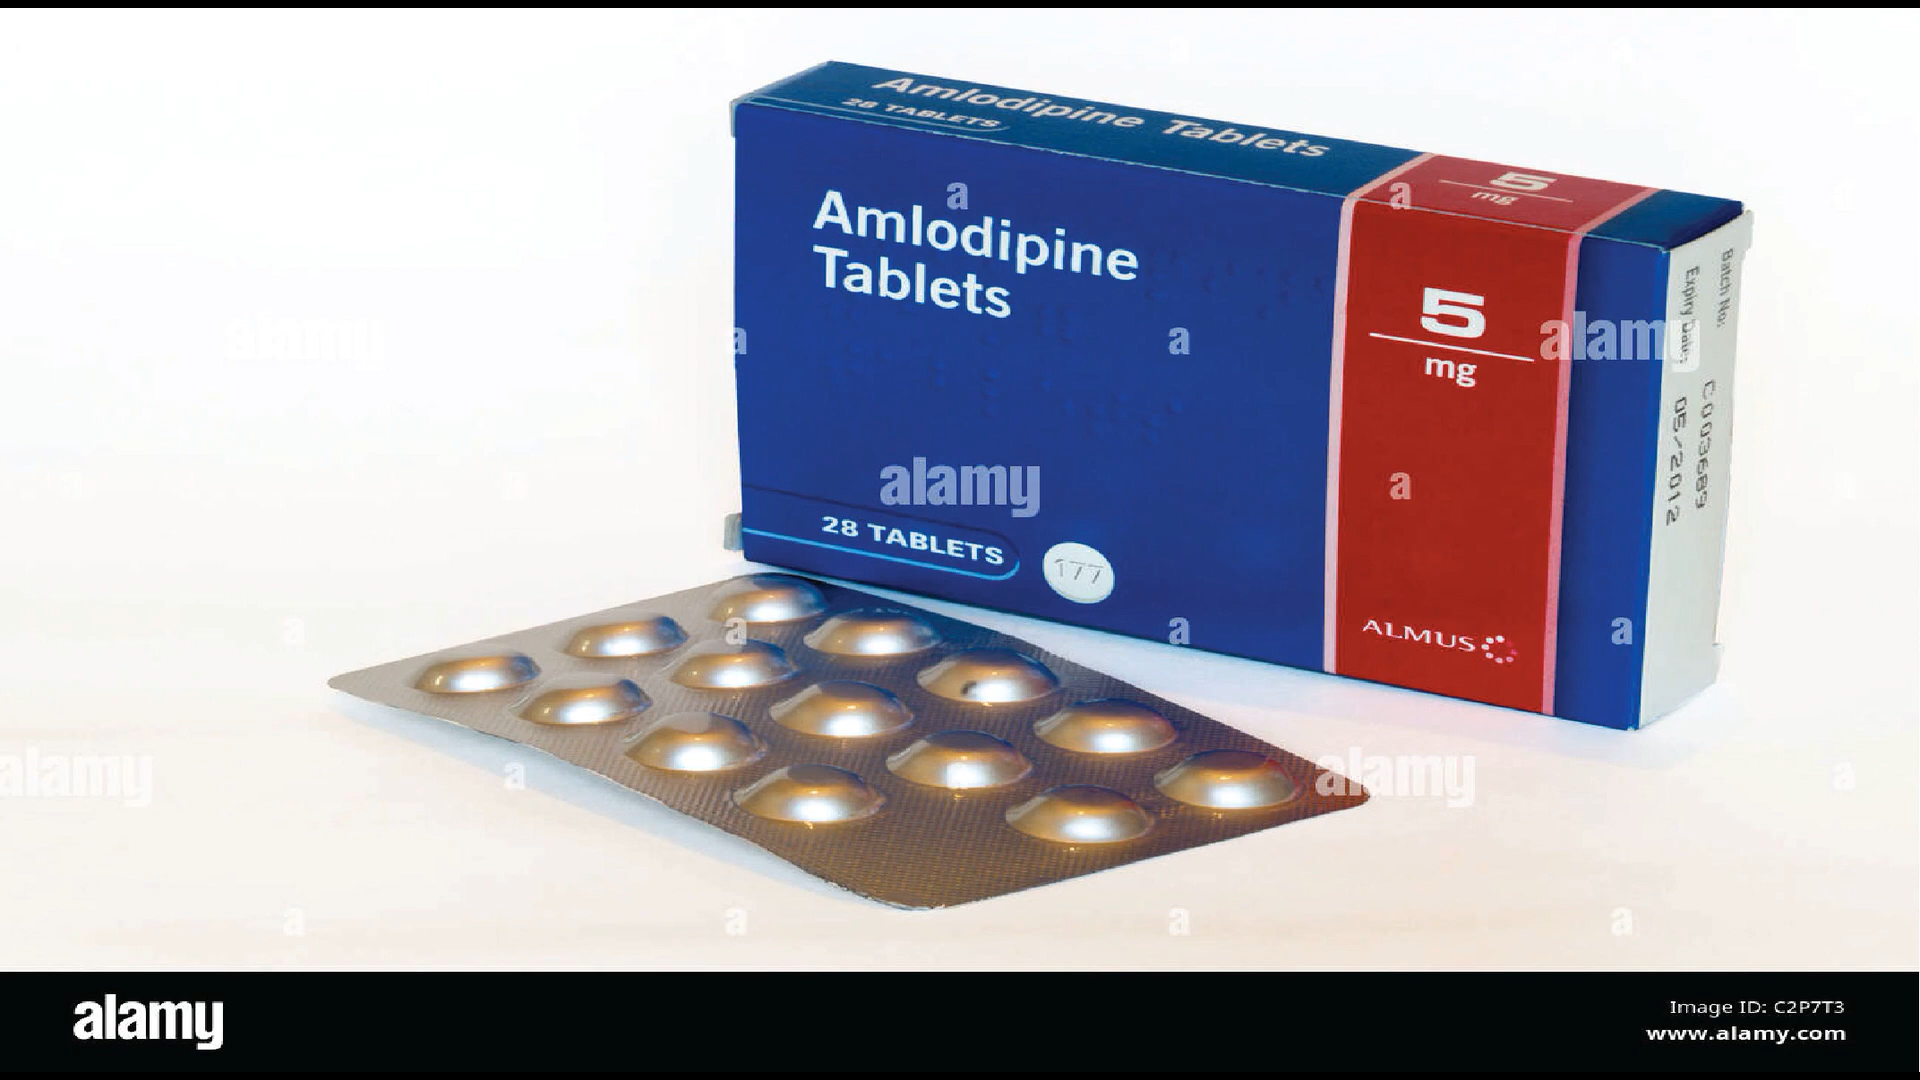 Amlodipine Tablets
28 TABLETS
5
mg
Amlodipine
Tablets
5
mg
28 TABLETS
177
ALMUS
Batch No: C003689
Expiry Date: 05/2012
alamy
alamy
alamy
alamy
alamy
alamy
Image ID: C2P7T3
www.alamy.com